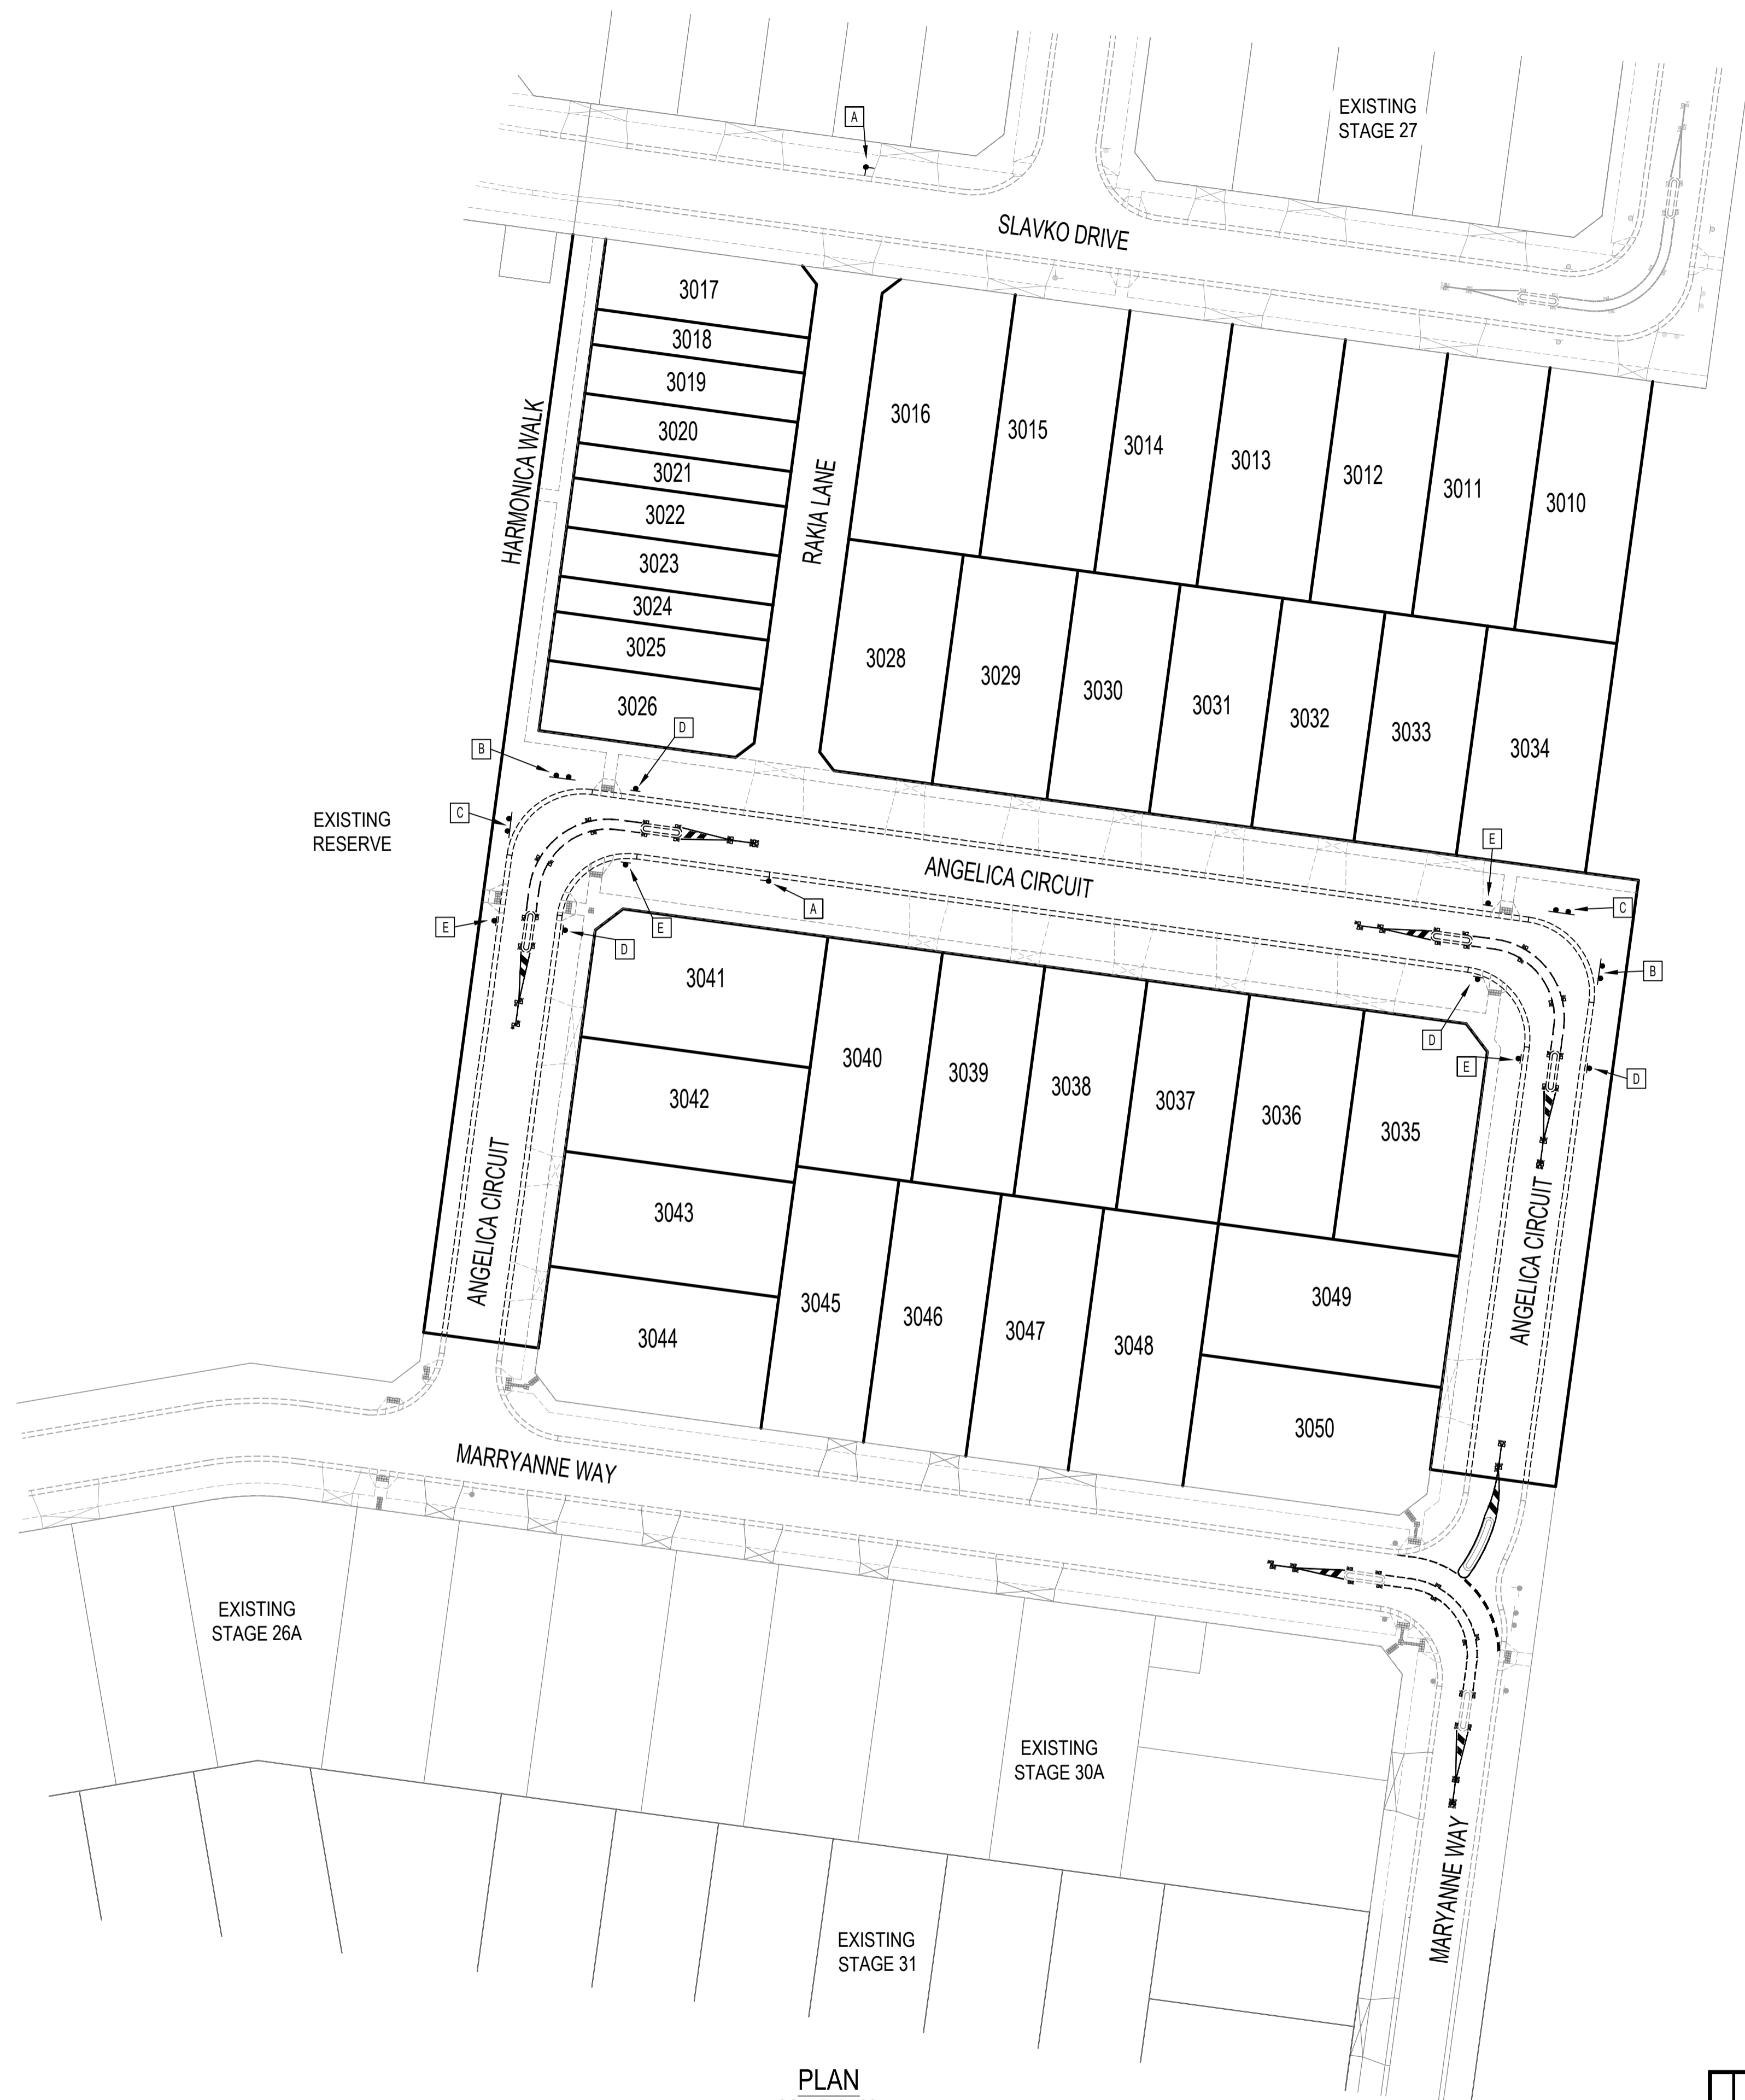 A
EXISTING
STAGE 27
SLAVKO DRIVE
3017
3018
3019
3020
3021
3022
3023
3024
3025
3026
HARMONICA WALK
RAKIA LANE
3016
3015
3014
3013
3012
3011
3010
3028
3029
3030
3031
3032
3033
3034
B
D
C
EXISTING
RESERVE
E
E
D
A
ANGELICA CIRCUIT
E
C
B
D
E
D
3041
3040
3039
3038
3037
3036
3035
3042
3043
3044
ANGELICA CIRCUIT
3045
3046
3047
3048
3049
3050
ANGELICA CIRCUIT
MARRYANNE WAY
EXISTING
STAGE 26A
EXISTING
STAGE 30A
MARYANNE WAY
EXISTING
STAGE 31
PLAN